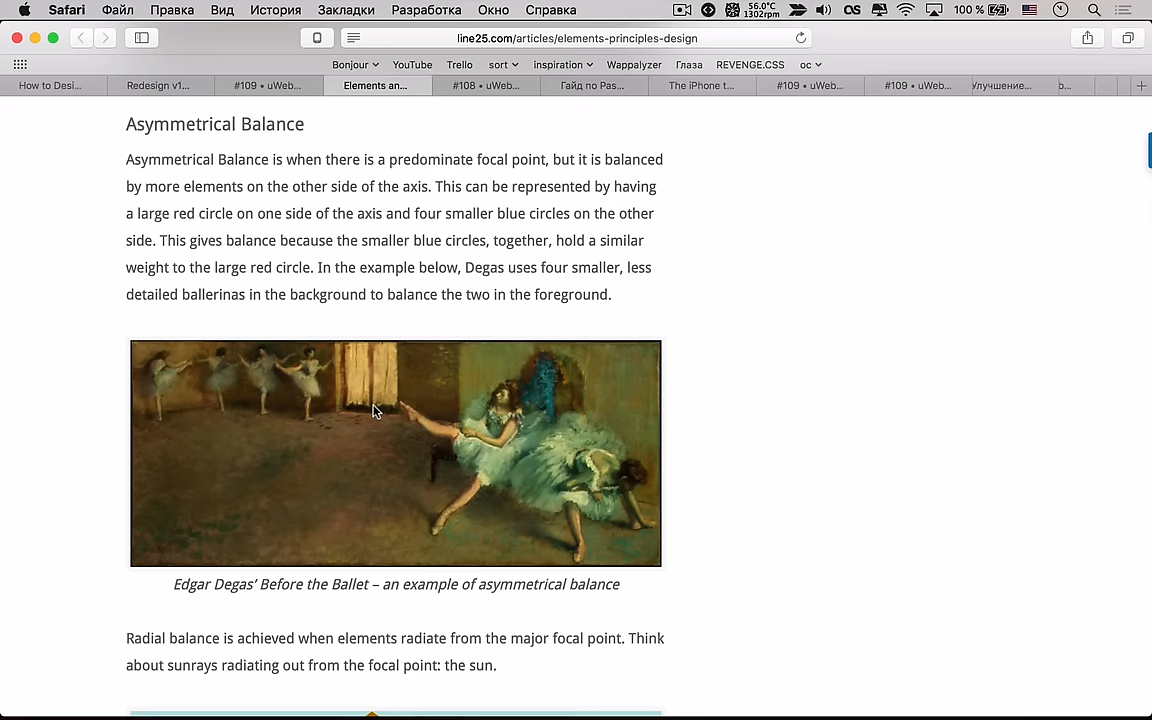 Safari Файл Правка Вид История Закладки Разработка Окно Справка 56.0°C 1302rpm 100 %
line25.com/articles/elements-principles-design
Bonjour YouTube Trello sort inspiration Wappalyzer Глаза REVENGE.CSS ос
How to Desi... Redesign v1... #109 • uWeb... Elements an... #108 • uWeb... Гайд по Pas... The iPhone t... #109 • uWeb... #109 • uWeb... Улучшение... b...
Asymmetrical Balance
Asymmetrical Balance is when there is a predominate focal point, but it is balanced
by more elements on the other side of the axis. This can be represented by having
a large red circle on one side of the axis and four smaller blue circles on the other
side. This gives balance because the smaller blue circles, together, hold a similar
weight to the large red circle. In the example below, Degas uses four smaller, less
detailed ballerinas in the background to balance the two in the foreground.
Edgar Degas’ Before the Ballet – an example of asymmetrical balance
Radial balance is achieved when elements radiate from the major focal point. Think
about sunrays radiating out from the focal point: the sun.